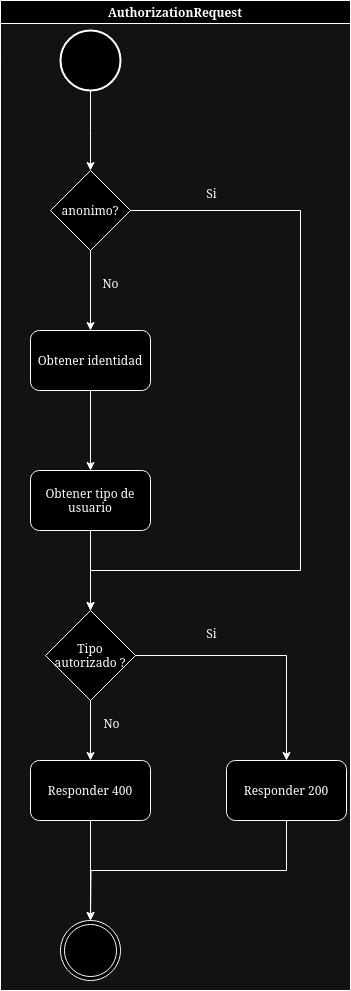 AuthorizationRequest
anonimo?
Si
No
Obtener identidad
Obtener tipo de
usuario
Tipo
autorizado ?
Si
No
Responder 400
Responder 200